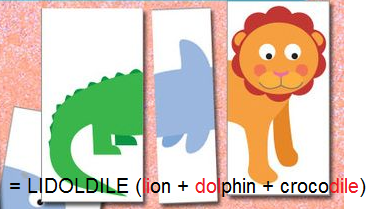 = LIDOLDILE (lion + dolphin + crocodile)